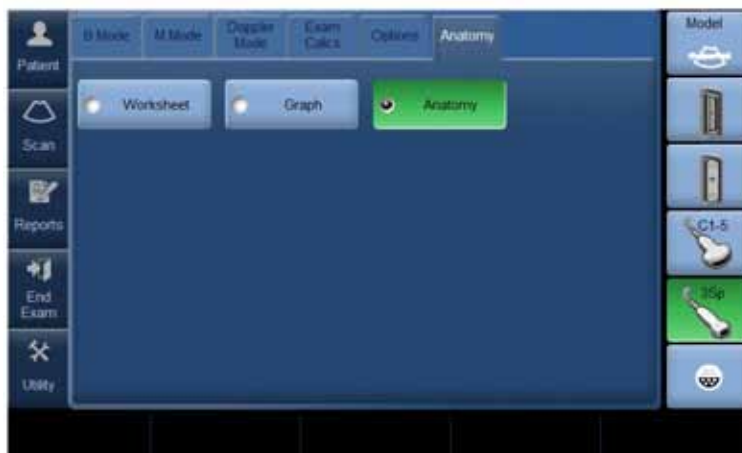 Patient
Scan
Reports
End
Exam
Utility
B Mode
M Mode
Doppler
Mode
Exam
Calcs
Options
Anatomy
Worksheet
Graph
Anatomy
Model
C1-5
3Sp